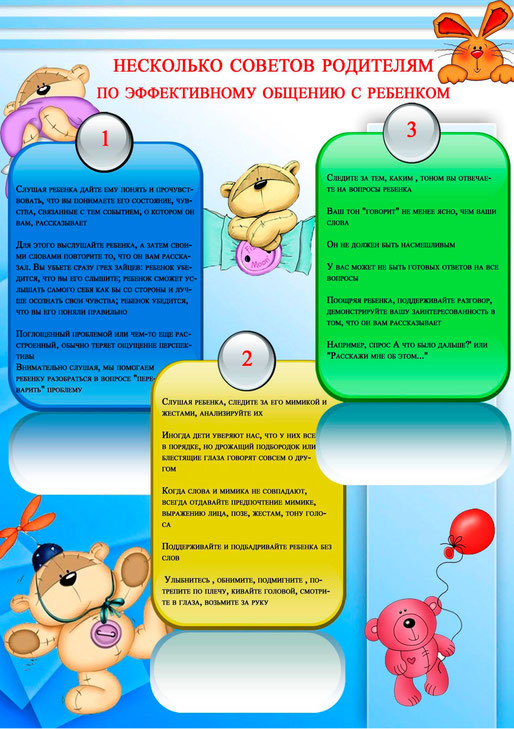 НЕСКОЛЬКО СОВЕТОВ РОДИТЕЛЯМ
ПО ЭФФЕКТИВНОМУ ОБЩЕНИЮ С РЕБЕНКОМ
1
Слушая ребенка дайте ему понять и прочувст-
вовать, что вы понимаете его состояние, чув-
ства, связанные с тем событием, о котором он
вам, рассказывает
Для этого выслушайте ребенка, а затем свои-
ми словами повторите то, что он вам расска-
зал. Вы убьете сразу трех зайцев: ребенок убе-
дится, что вы его слышите; ребенок сможет ус-
лышать самого себя как бы со стороны и луч-
ше осознать свои чувства; ребенок убедится,
что вы его поняли правильно
Поглощенный проблемой или чем-то еще рас-
строенный, обычно теряет ощущение перспек-
тивы
Внимательно слушая, мы помогаем
ребенку разобраться в вопросе "пере-
варить" проблему
2
Слушая ребенка, следите за его мимикой и
жестами, анализируйте их
Иногда дети уверяют нас, что у них все
в порядке, но дрожащий подбородок или
блестящие глаза говорят совсем о дру-
гом
Когда слова и мимика не совпадают,
всегда отдавайте предпочтение мимике,
выражению лица, позе, жестам, тону голо-
са
Поддерживайте и подбадривайте ребенка без
слов
Улыбнитесь , обнимите, подмигните , по-
трепите по плечу, кивайте головой, смотри-
те в глаза, возьмите за руку
3
Следите за тем, каким , тоном вы отвечае-
те на вопросы ребенка
Ваш тон "говорит" не менее ясно, чем ваши
слова
Он не должен быть насмешливым
У вас может не быть готовых ответов на все
вопросы
Поощряя ребенка, поддерживайте разговор,
демонстрируйте вашу заинтересованность в
том, что он вам рассказывает
Например, спрос А что было дальше?' или
"Расскажи мне об этом..."